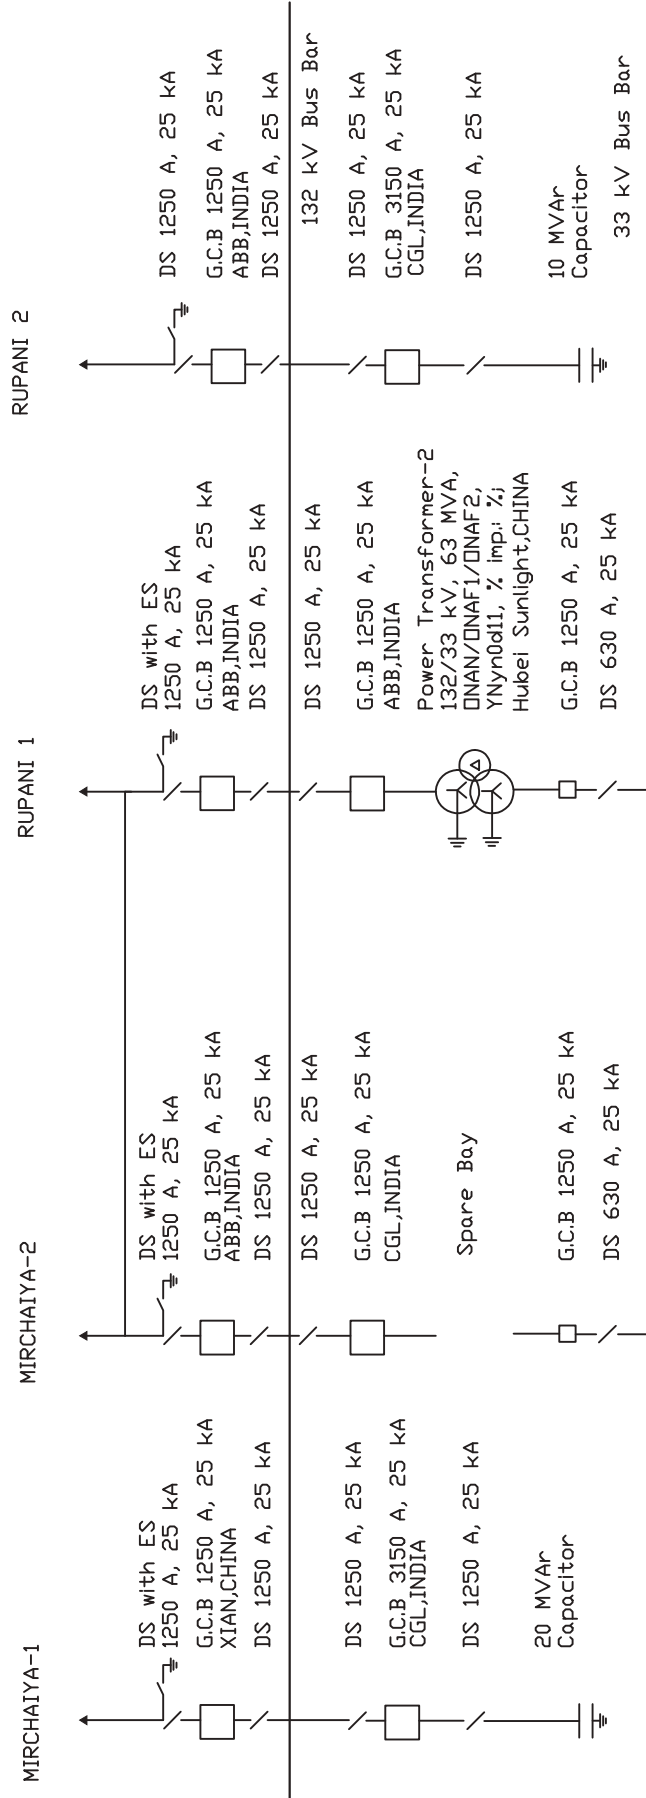 MIRCHAIYA-1
DS with ES
1250 A, 25 kA
G.C.B 1250 A, 25 kA
XIAN,CHINA
DS 1250 A, 25 kA
DS 1250 A, 25 kA
G.C.B 3150 A, 25 kA
CGL,INDIA
DS 1250 A, 25 kA
20 MVAr
Capacitor
MIRCHAIYA-2
DS with ES
1250 A, 25 kA
G.C.B 1250 A, 25 kA
ABB,INDIA
DS 1250 A, 25 kA
DS 1250 A, 25 kA
G.C.B 1250 A, 25 kA
CGL,INDIA
Spare Bay
G.C.B 1250 A, 25 kA
DS 630 A, 25 kA
RUPANI 1
DS with ES
1250 A, 25 kA
G.C.B 1250 A, 25 kA
ABB,INDIA
DS 1250 A, 25 kA
DS 1250 A, 25 kA
G.C.B 1250 A, 25 kA
ABB,INDIA
Power Transformer-2
132/33 kV, 63 MVA,
ONAN/ONAF1/ONAF2,
YNyn0d11, % imp.: %;
Hubei Sunlight,CHINA
G.C.B 1250 A, 25 kA
DS 630 A, 25 kA
RUPANI 2
DS 1250 A, 25 kA
G.C.B 1250 A, 25 kA
ABB,INDIA
DS 1250 A, 25 kA
132 kV Bus Bar
DS 1250 A, 25 kA
G.C.B 3150 A, 25 kA
CGL,INDIA
DS 1250 A, 25 kA
10 MVAr
Capacitor
33 kV Bus Bar